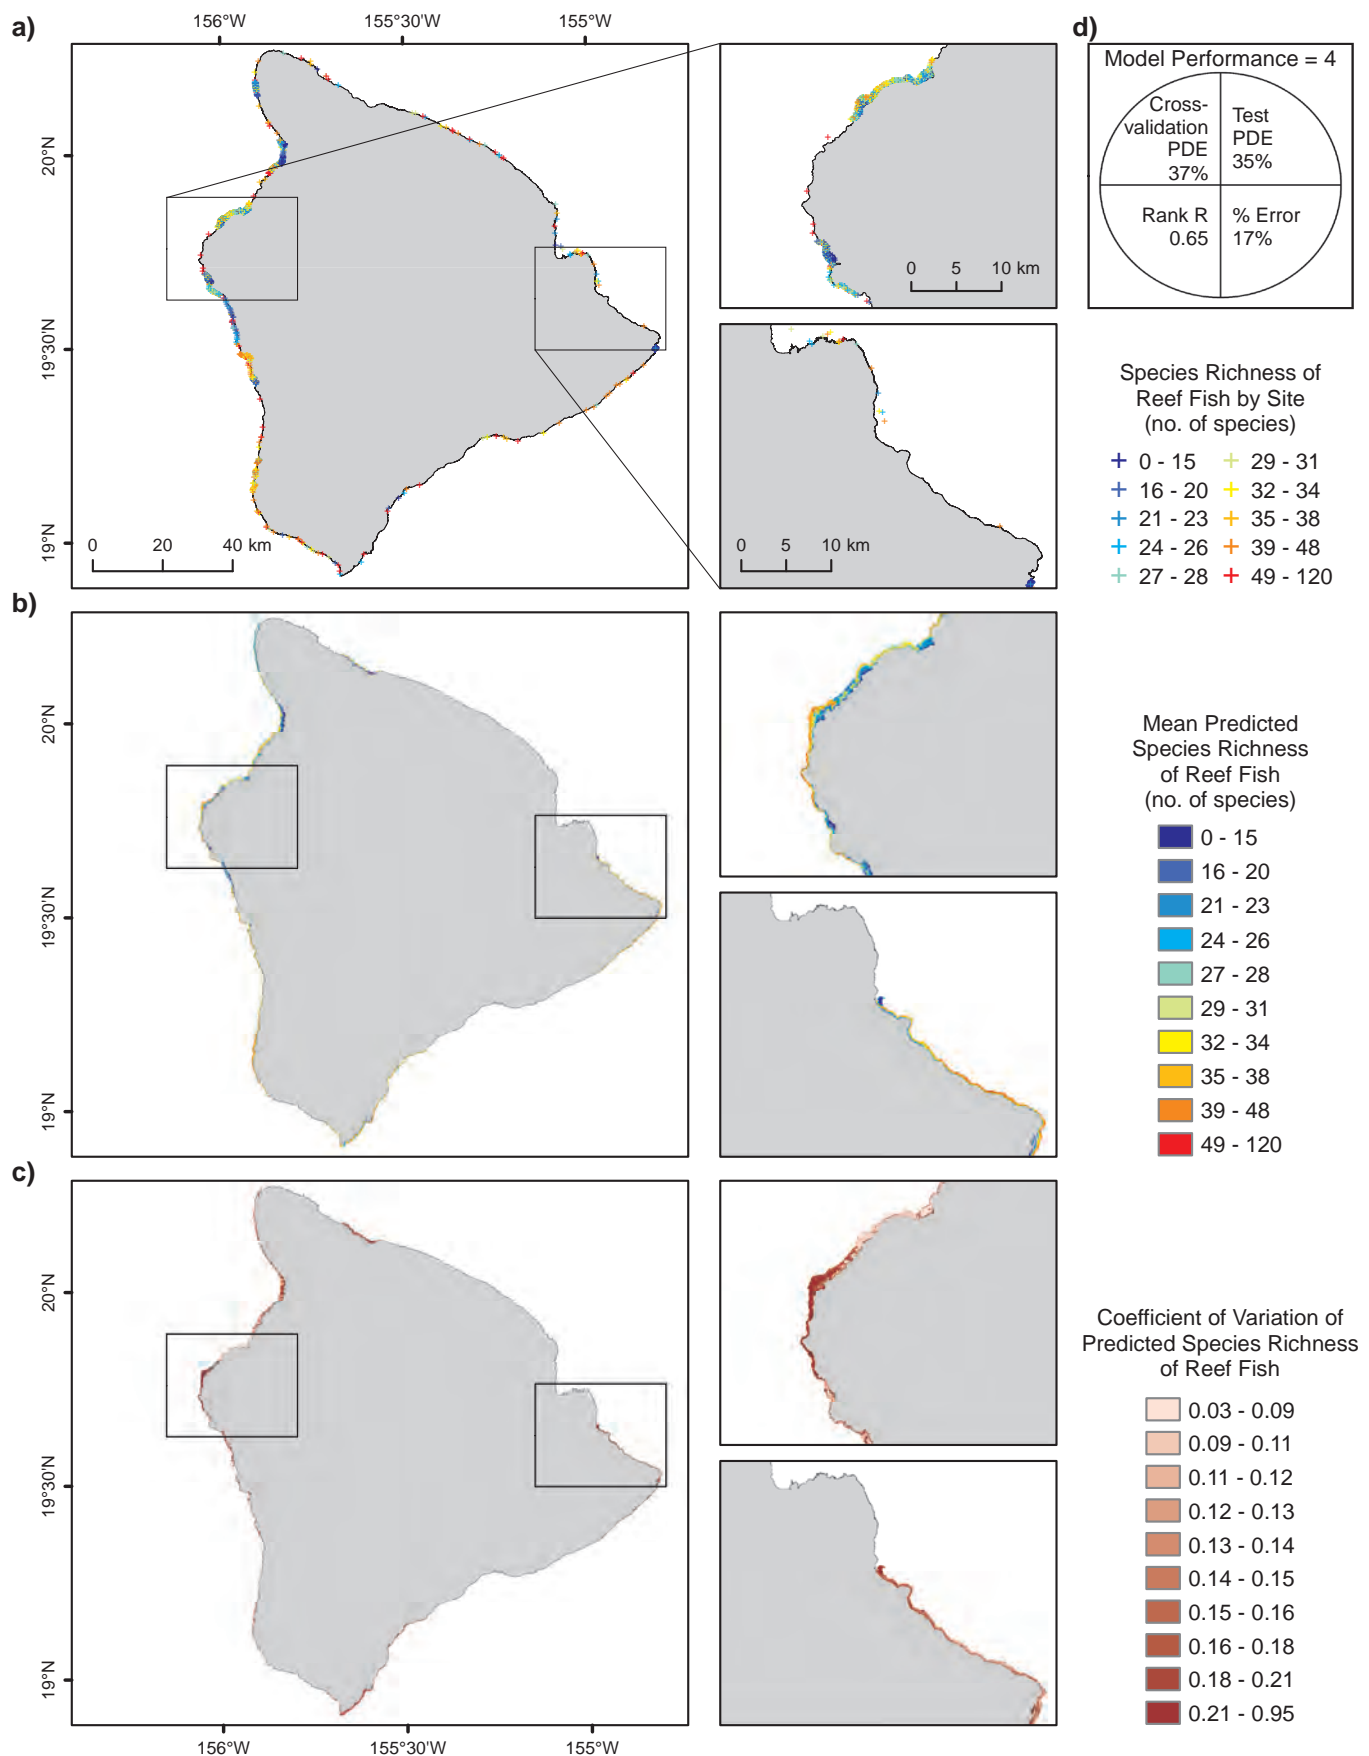 a)
156°W
155°30'W
155°W
20°N
19°30'N
19°N
0 20 40 km
0 5 10 km
0 5 10 km
d)
Model Performance = 4
Cross-
validation
PDE
37%
Test
PDE
35%
Rank R
0.65
% Error
17%
Species Richness of
Reef Fish by Site
(no. of species)
0 - 15
16 - 20
21 - 23
24 - 26
27 - 28
29 - 31
32 - 34
35 - 38
39 - 48
49 - 120
b)
20°N
19°30'N
19°N
Mean Predicted
Species Richness
of Reef Fish
(no. of species)
0 - 15
16 - 20
21 - 23
24 - 26
27 - 28
29 - 31
32 - 34
35 - 38
39 - 48
49 - 120
c)
20°N
19°30'N
19°N
156°W
155°30'W
155°W
Coefficient of Variation of
Predicted Species Richness
of Reef Fish
0.03 - 0.09
0.09 - 0.11
0.11 - 0.12
0.12 - 0.13
0.13 - 0.14
0.14 - 0.15
0.15 - 0.16
0.16 - 0.18
0.18 - 0.21
0.21 - 0.95